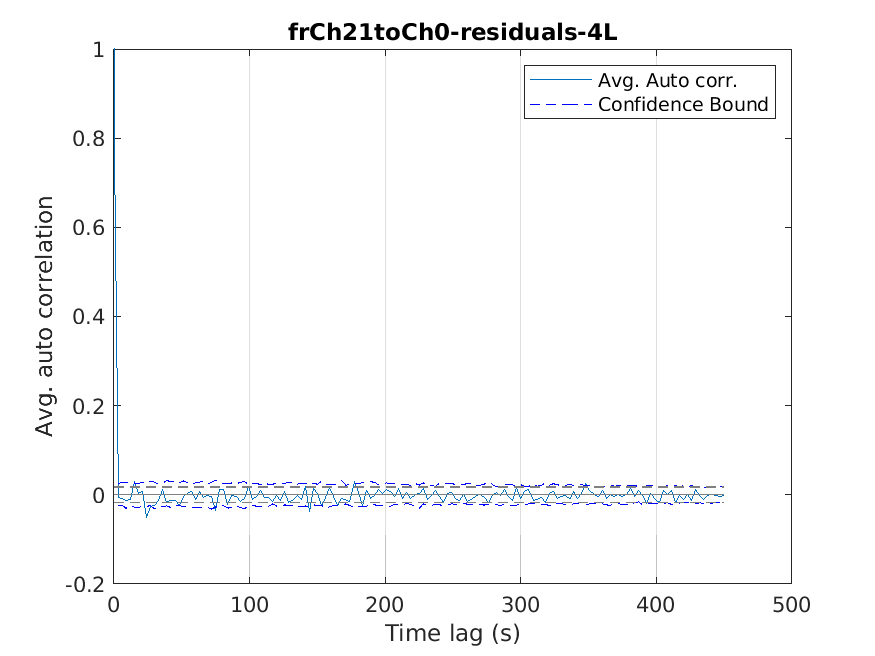 frCh21toCh0-residuals-4L
Avg. Auto corr.
Confidence Bound
Avg. auto correlation
1
0.8
0.6
0.4
0.2
0
-0.2
0 100 200 300 400 500
Time lag (s)